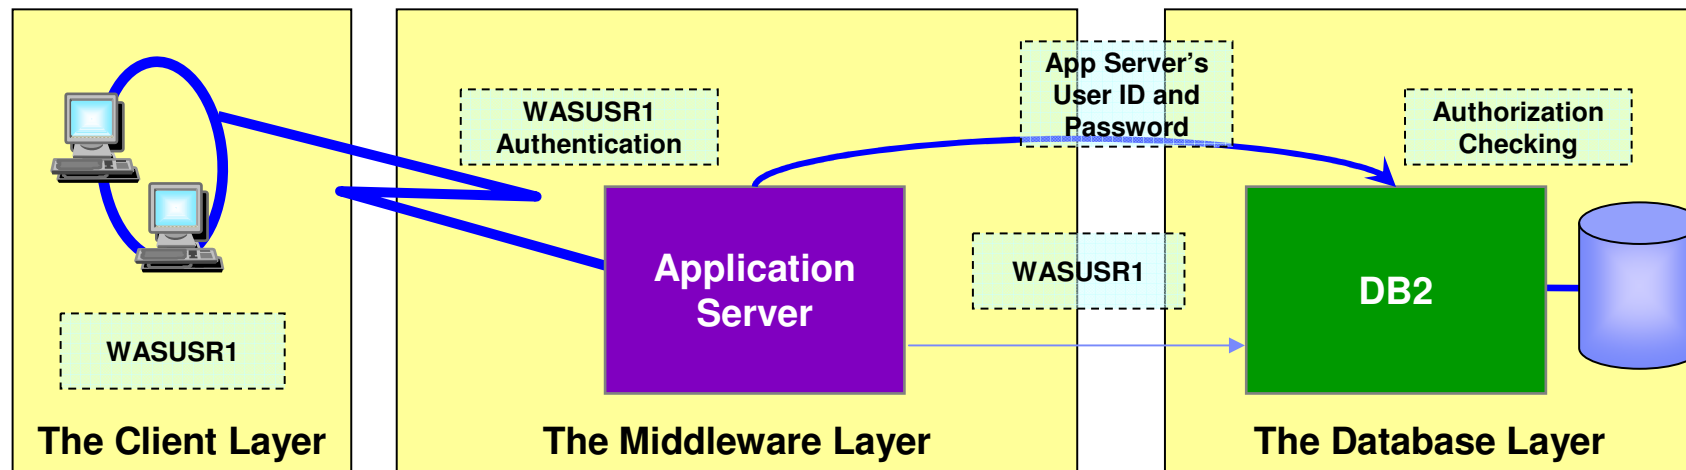 WASUSR1
The Client Layer
WASUSR1
Authentication
Application
Server
The Middleware Layer
App Server’s
User ID and
Password
WASUSR1
Authorization
Checking
DB2
The Database Layer